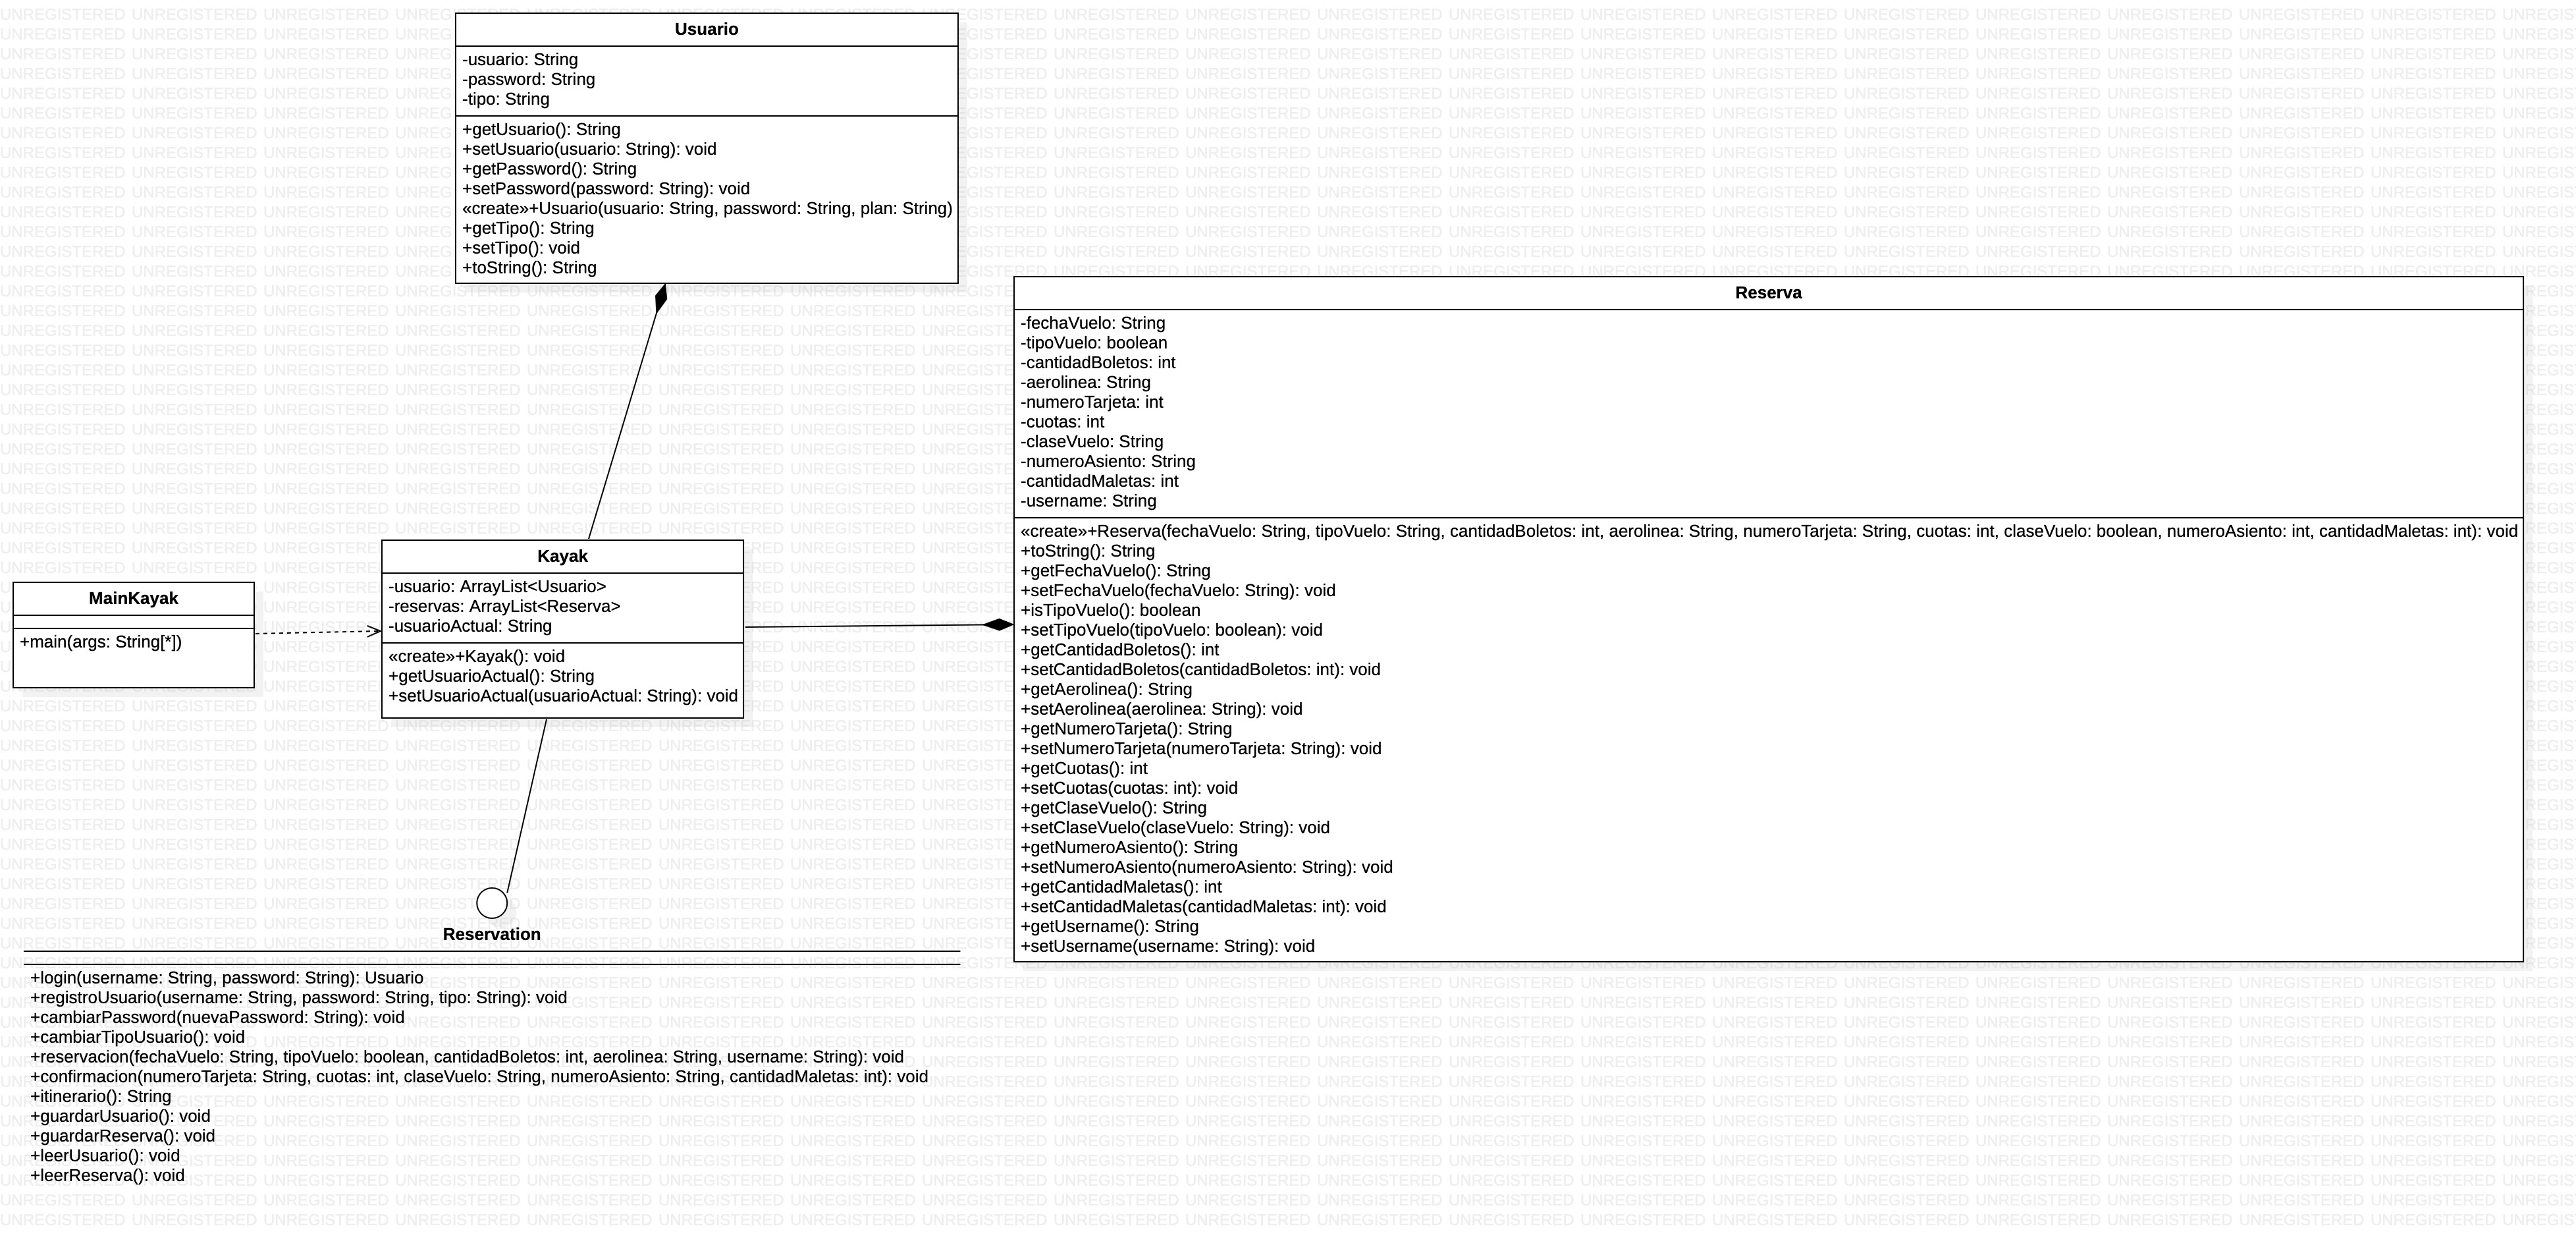 Usuario
-usuario: String
-password: String
-tipo: String
+getUsuario(): String
+setUsuario(usuario: String): void
+getPassword(): String
+setPassword(password: String): void
«create»+Usuario(usuario: String, password: String, plan: String)
+getTipo(): String
+setTipo(): void
+toString(): String
Reserva
-fechaVuelo: String
-tipoVuelo: boolean
-cantidadBoletos: int
-aerolinea: String
-numeroTarjeta: int
-cuotas: int
-claseVuelo: String
-numeroAsiento: String
-cantidadMaletas: int
-username: String
«create»+Reserva(fechaVuelo: String, tipoVuelo: String, cantidadBoletos: int, aerolinea: String, numeroTarjeta: String, cuotas: int, claseVuelo: boolean, numeroAsiento: int, cantidadMaletas: int): void
+toString(): String
+getFechaVuelo(): String
+setFechaVuelo(fechaVuelo: String): void
+isTipoVuelo(): boolean
+setTipoVuelo(tipoVuelo: boolean): void
+getCantidadBoletos(): int
+setCantidadBoletos(cantidadBoletos: int): void
+getAerolinea(): String
+setAerolinea(aerolinea: String): void
+getNumeroTarjeta(): String
+setNumeroTarjeta(numeroTarjeta: String): void
+getCuotas(): int
+setCuotas(cuotas: int): void
+getClaseVuelo(): String
+setClaseVuelo(claseVuelo: String): void
+getNumeroAsiento(): String
+setNumeroAsiento(numeroAsiento: String): void
+getCantidadMaletas(): int
+setCantidadMaletas(cantidadMaletas: int): void
+getUsername(): String
+setUsername(username: String): void
Kayak
-usuario: ArrayList<Usuario>
-reservas: ArrayList<Reserva>
-usuarioActual: String
«create»+Kayak(): void
+getUsuarioActual(): String
+setUsuarioActual(usuarioActual: String): void
MainKayak
+main(args: String[*])
Reservation
+login(username: String, password: String): Usuario
+registroUsuario(username: String, password: String, tipo: String): void
+cambiarPassword(nuevaPassword: String): void
+cambiarTipoUsuario(): void
+reservacion(fechaVuelo: String, tipoVuelo: boolean, cantidadBoletos: int, aerolinea: String, username: String): void
+confirmacion(numeroTarjeta: String, cuotas: int, claseVuelo: String, numeroAsiento: String, cantidadMaletas: int): void
+itinerario(): String
+guardarUsuario(): void
+guardarReserva(): void
+leerUsuario(): void
+leerReserva(): void